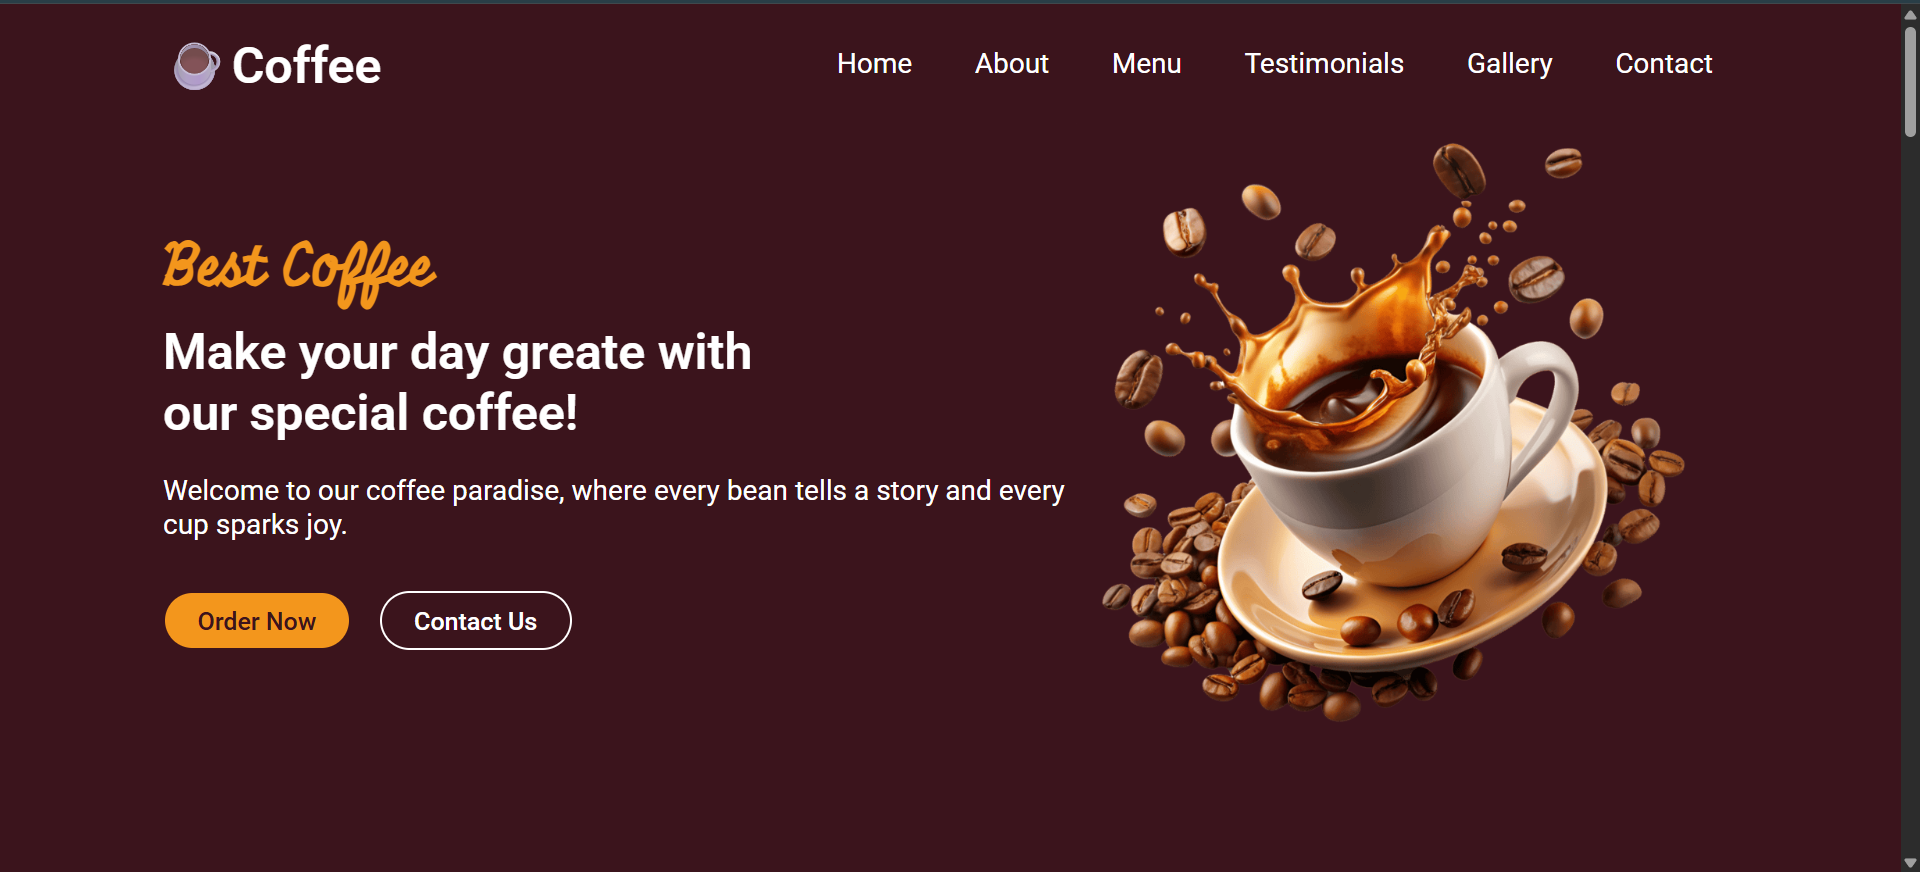 Coffee
Home About Menu Testimonials Gallery Contact
Best Coffee
Make your day greate with
our special coffee!
Welcome to our coffee paradise, where every bean tells a story and every
cup sparks joy.
Order Now Contact Us